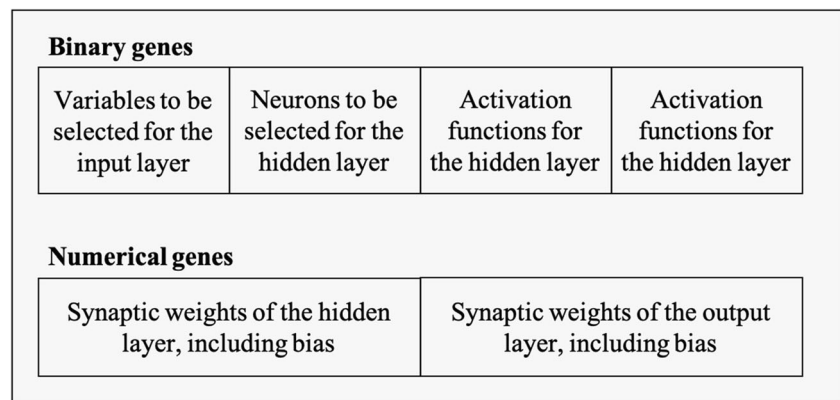 Binary genes
Variables to be
selected for the
input layer
Neurons to be
selected for the
hidden layer
Activation
functions for
the hidden layer
Activation
functions for
the hidden layer
Numerical genes
Synaptic weights of the hidden
layer, including bias
Synaptic weights of the output
layer, including bias